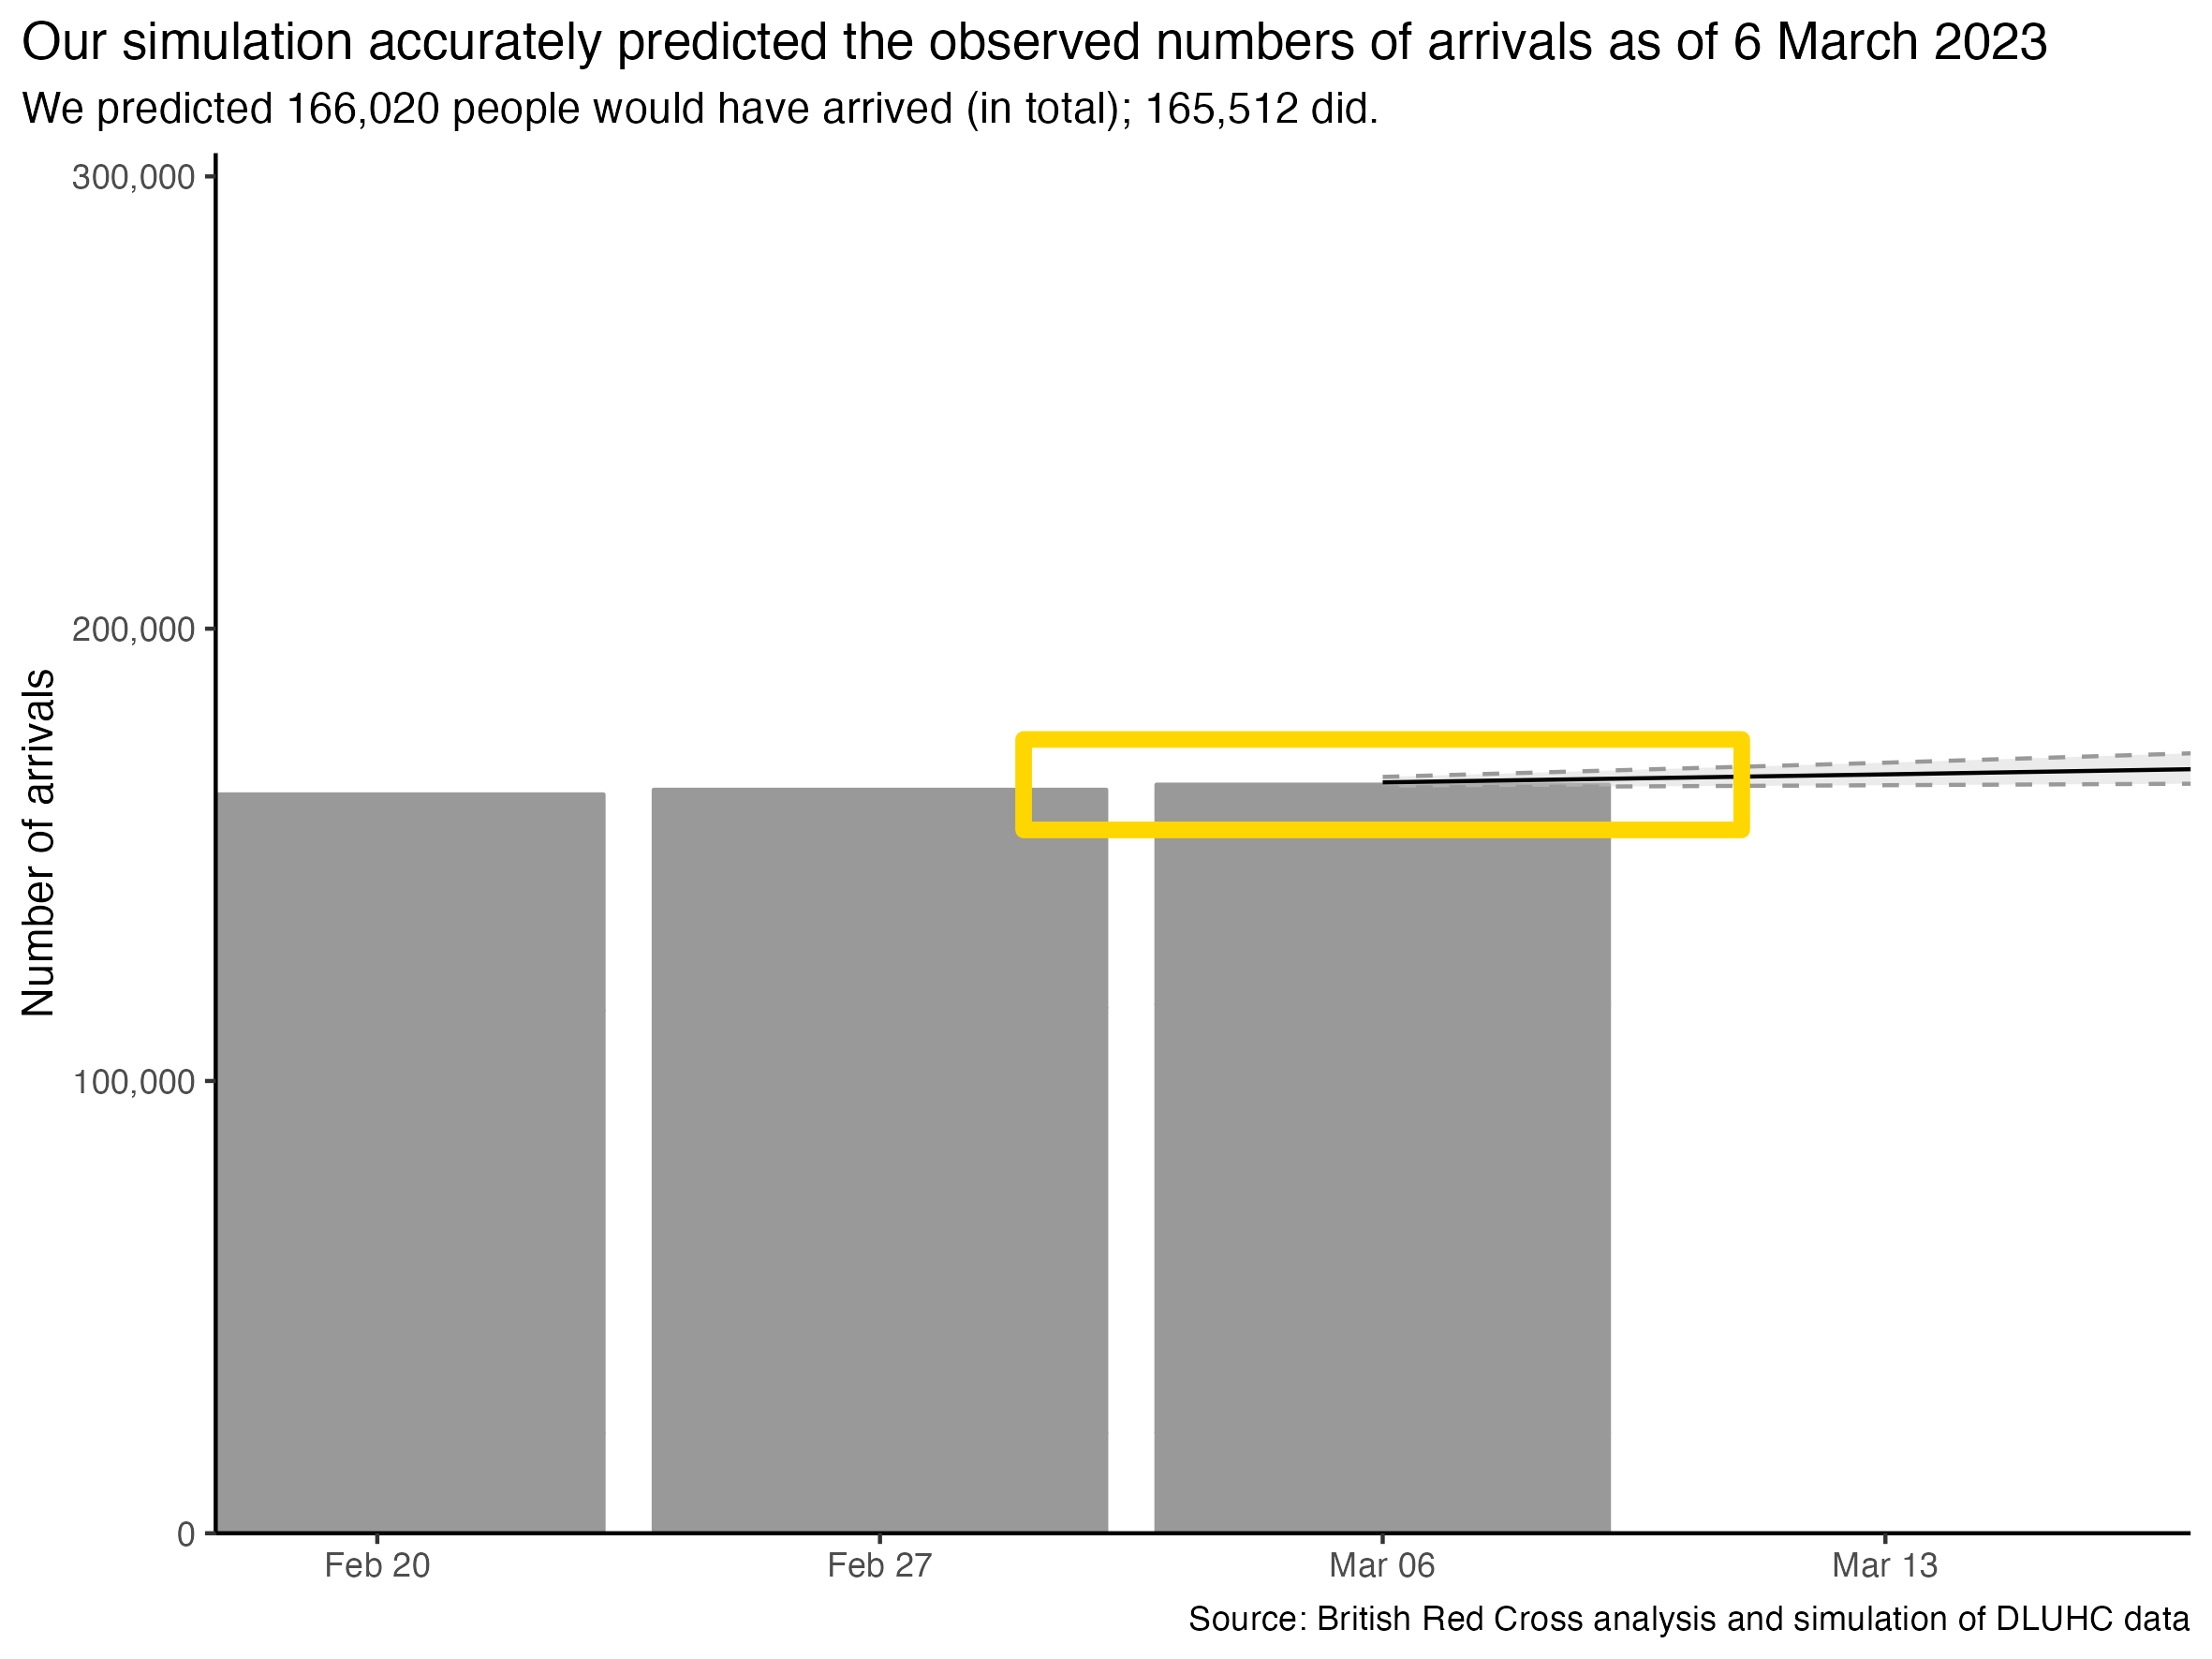 Our simulation accurately predicted the observed numbers of arrivals as of 6 March 2023
We predicted 166,020 people would have arrived (in total); 165,512 did.
300,000
200,000
100,000
0
Number of arrivals
Feb 20
Feb 27
Mar 06
Mar 13
Source: British Red Cross analysis and simulation of DLUHC data